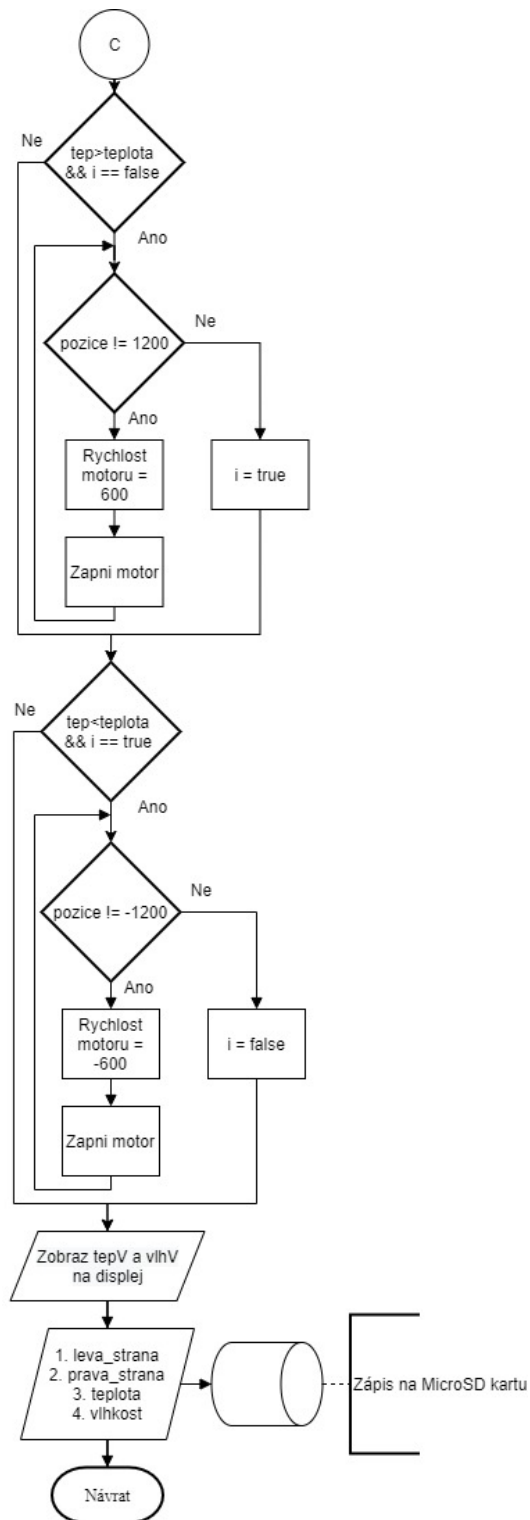 C
Ne
tep>teplota
&& i == false
Ano
Ne
pozice != 1200
Ano
Rychlost
motoru =
600
i = true
Zapni motor
Ne
tep<teplota
&& i == true
Ano
Ne
pozice != -1200
Ano
Rychlost
motoru =
-600
i = false
Zapni motor
Zobraz tepV a vlhV
na displej
1. leva_strana
2. prava_strana
3. teplota
4. vlhkost
Zápis na MicroSD kartu
Návrat